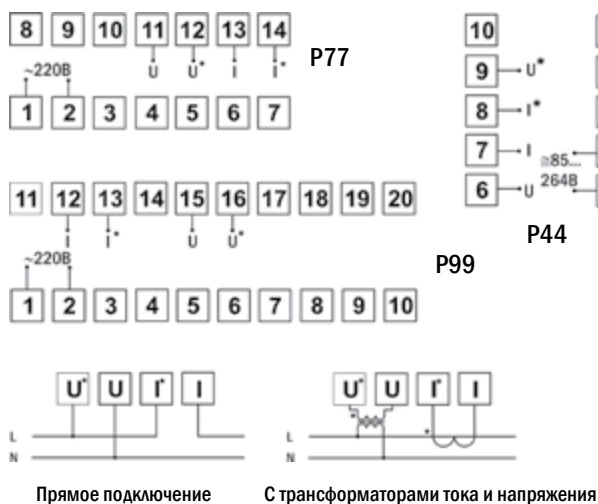 8 9 10 11 12 13 14
U U* I I*
P77
~220В
1 2 3 4 5 6 7
10
9 U*
8 I*
7 I
≅85...
264В
6 U
P44
11 12 13 14 15 16 17 18 19 20
I I* U U*
~220В
P99
1 2 3 4 5 6 7 8 9 10
U* U I* I
L
N
Прямое подключение
U* U I* I
* *
L
N
С трансформаторами тока и напряжения